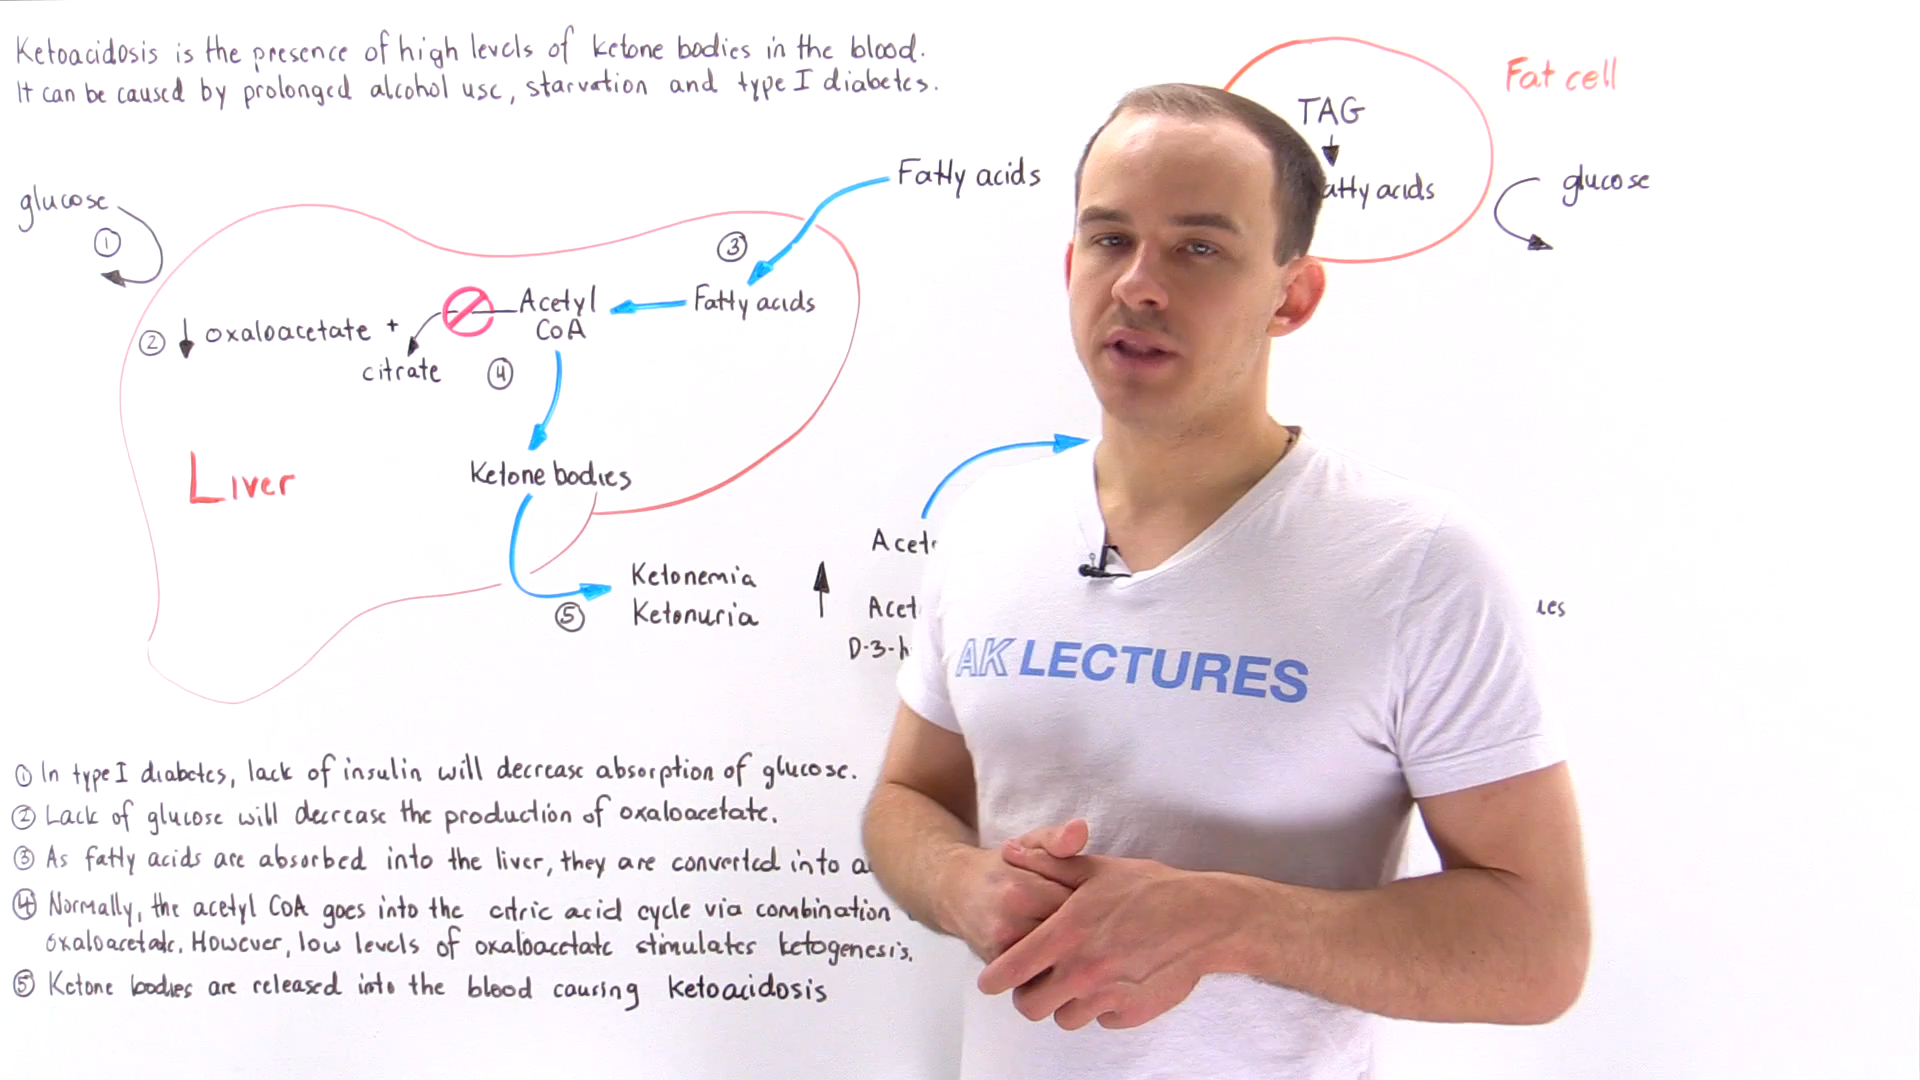 Ketoacidosis is the presence of high levels of ketone bodies in the blood.
It can be caused by prolonged alcohol use, starvation and type I diabetes.
Fat cell
TAG
atty acids
glucose
Fatty acids
glucose
①
③
Acetyl
CoA
Fatty acids
② oxaloacetate +
citrate
④
Liver
Ketone bodies
Ketonemia
Ketonuria
⑤
Acet
Acet
D-3-h
AK LECTURES
① In type I diabetes, lack of insulin will decrease absorption of glucose.
② Lack of glucose will decrease the production of oxaloacetate.
③ As fatty acids are absorbed into the liver, they are converted into a
④ Normally, the acetyl CoA goes into the citric acid cycle via combination
oxaloacetate. However, low levels of oxaloacetate stimulates ketogenesis.
⑤ Ketone bodies are released into the blood causing ketoacidosis